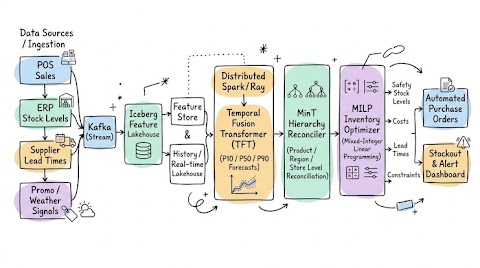 Data Sources
/ Ingestion
POS
Sales
ERP
Stock Levels
Supplier
Lead Times
Promo /
Weather
Signals
Kafka
(Stream)
Iceberg
Feature
Lakehouse
Feature
Store
&
History/
Real-time
Lakehouse
Distributed
Spark/Ray
Temporal
Fusion
Transformer
(TFT)
(P10 / P50 / P90
Forecasts)
MinT
Hierarchy
Reconciler
(Product /
Region /
Store Level
Reconciliation)
MILP
Inventory
Optimizer
(Mixed-Integer
Linear
Programming)
Safety
Stock
Levels
Costs
Lead
Times
Constraints
Automated
Purchase
Orders
Stockout
& Alert
Dashboard